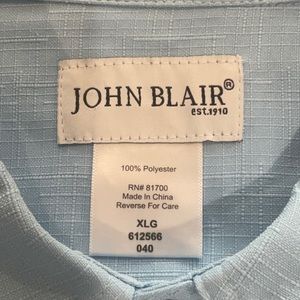 JOHN BLAIR®
EST.1910
100% Polyester
RN# 81700
Made In China
Reverse For Care
XLG
612566
040